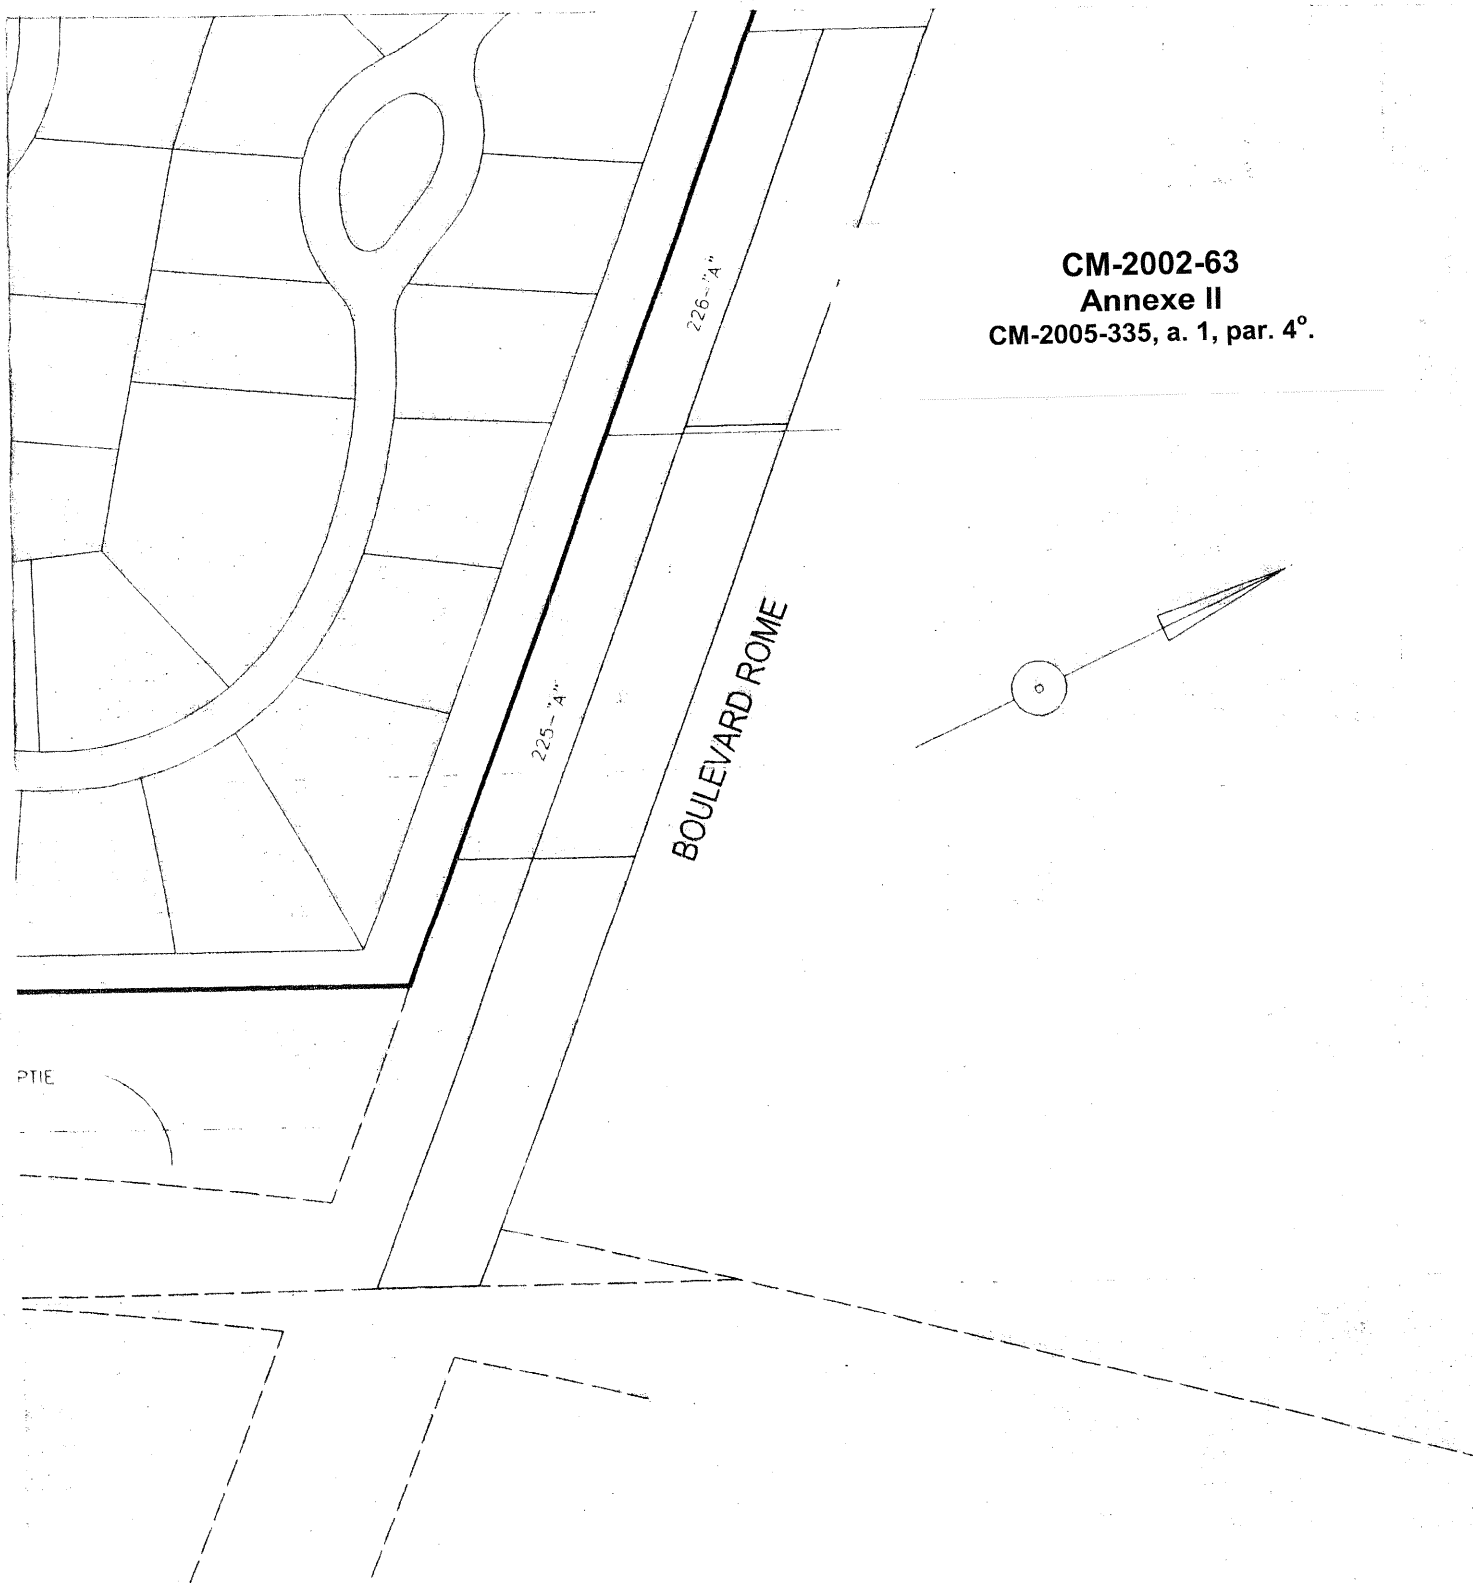 CM-2002-63
Annexe II
CM-2005-335, a. 1, par. 4°.
226-"A"
225-"A"
BOULEVARD ROME
PTIE